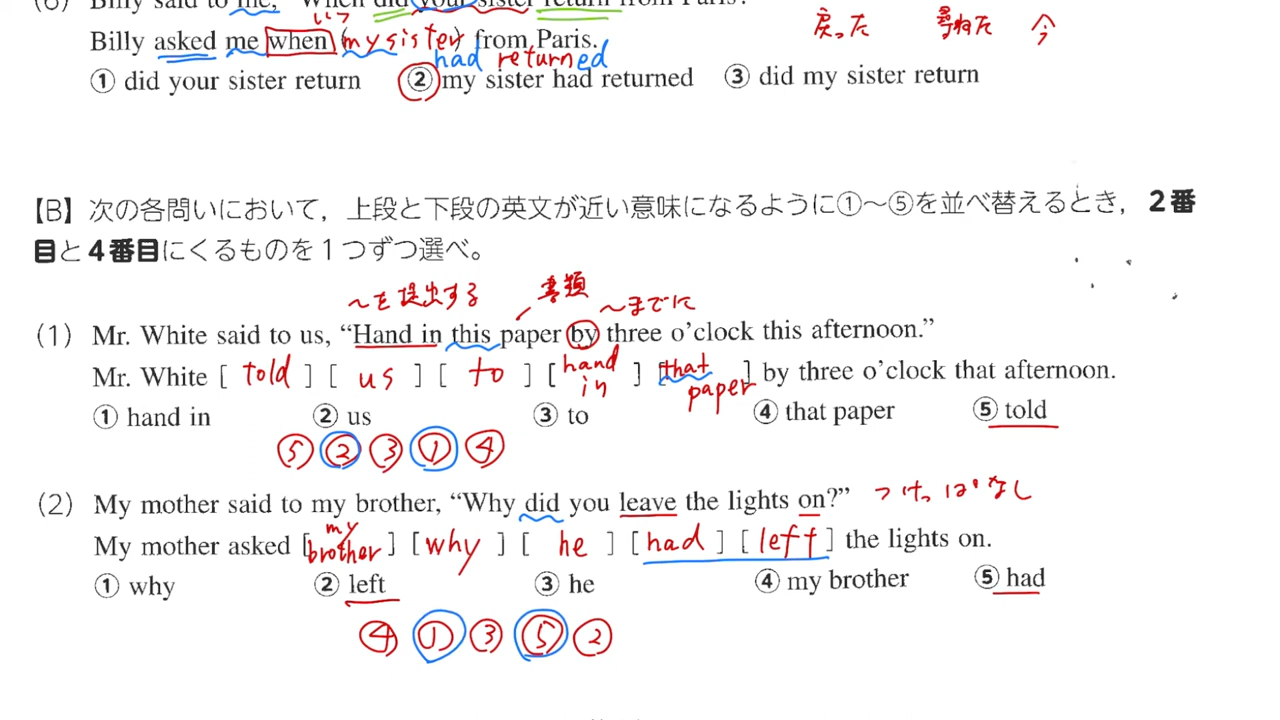 (6) Billy said to me, “When did your sister return from Paris?”
いつ 戻った 尋ねた 今
Billy asked me when (my sister) from Paris.
had returned
① did your sister return ② my sister had returned ③ did my sister return
【B】次の各問いにおいて，上段と下段の英文が近い意味になるように①～⑤を並べ替えるとき，2番
目と4番目にくるものを1つずつ選べ。
～を提出する 書類 ～までに
(1) Mr. White said to us, “Hand in this paper by three o’clock this afternoon.”
Mr. White [ told ] [ us ] [ to ] [ hand in ] [ that paper ] by three o’clock that afternoon.
① hand in ② us ③ to ④ that paper ⑤ told
⑤ ② ③ ① ④
(2) My mother said to my brother, “Why did you leave the lights on?” つけっぱなし
My mother asked [ my brother ] [ why ] [ he ] [ had ] [ left ] the lights on.
① why ② left ③ he ④ my brother ⑤ had
④ ① ③ ⑤ ②